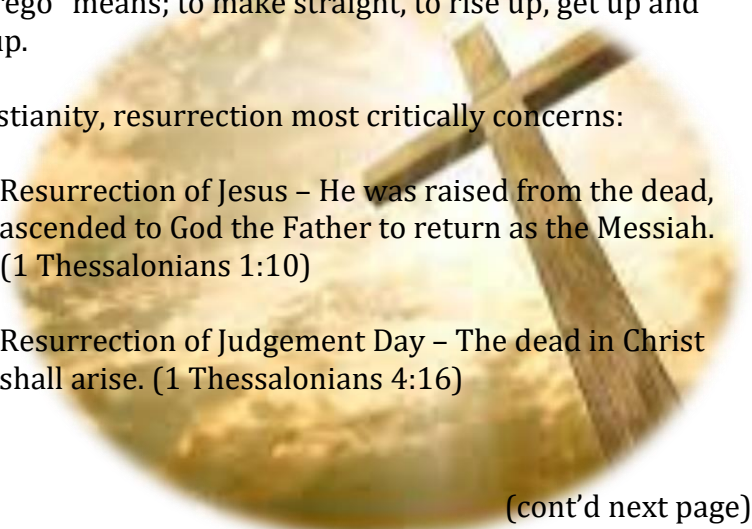 rego” means; to make straight, to rise up, get up and
up.
stianity, resurrection most critically concerns:
Resurrection of Jesus – He was raised from the dead,
ascended to God the Father to return as the Messiah.
(1 Thessalonians 1:10)
Resurrection of Judgement Day – The dead in Christ
shall arise. (1 Thessalonians 4:16)
(cont’d next page)